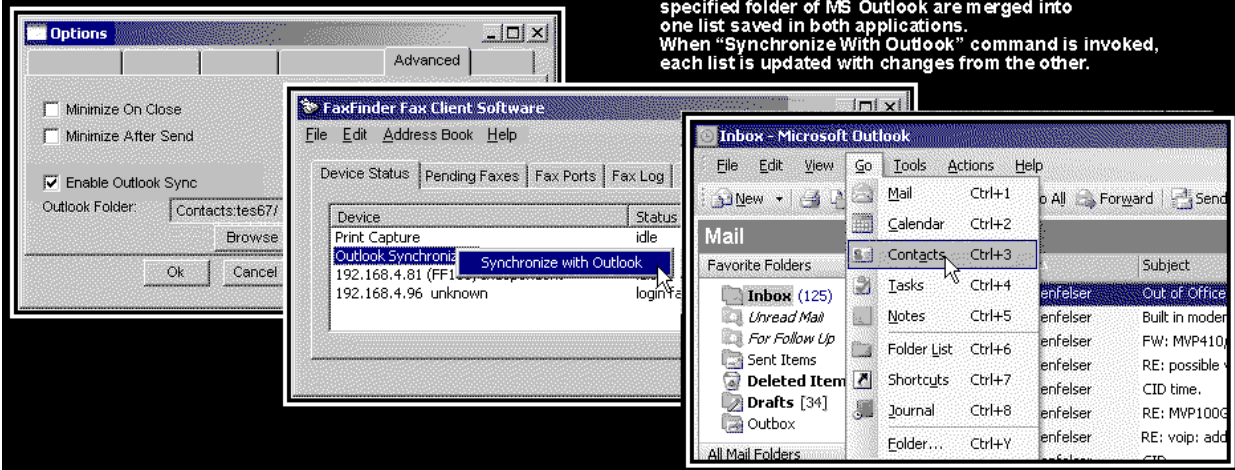 specified folder of MS Outlook are merged into
one list saved in both applications.
When “Synchronize With Outlook” command is invoked,
each list is updated with changes from the other.
Options
Advanced
Minimize On Close
Minimize After Send
Enable Outlook Sync
Outlook Folder: Contacts:tes67/
Browse
Ok Cancel
FaxFinder Fax Client Software
File Edit Address Book Help
Device Status Pending Faxes Fax Ports Fax Log
Device Status
Print Capture idle
Outlook Synchroniz
Synchronize with Outlook
192.168.4.81 (FF1
192.168.4.96 unknown login fa
Inbox - Microsoft Outlook
File Edit View Go Tools Actions Help
New o All Forward Send
Mail Ctrl+1
Calendar Ctrl+2
Contacts Ctrl+3
Tasks Ctrl+4
Notes Ctrl+5
Folder List Ctrl+6
Shortcuts Ctrl+7
Journal Ctrl+8
Folder... Ctrl+Y
Mail
Favorite Folders
Inbox (125)
Unread Mail
For Follow Up
Sent Items
Deleted Item
Drafts [34]
Outbox
All Mail Folders
Subject
enfelser Out of Office
enfelser Built in moder
enfelser FW: MVP410/
enfelser RE: possible
enfelser CID time.
enfelser RE: MVP100G
enfelser RE: voip: add
enfelser CID